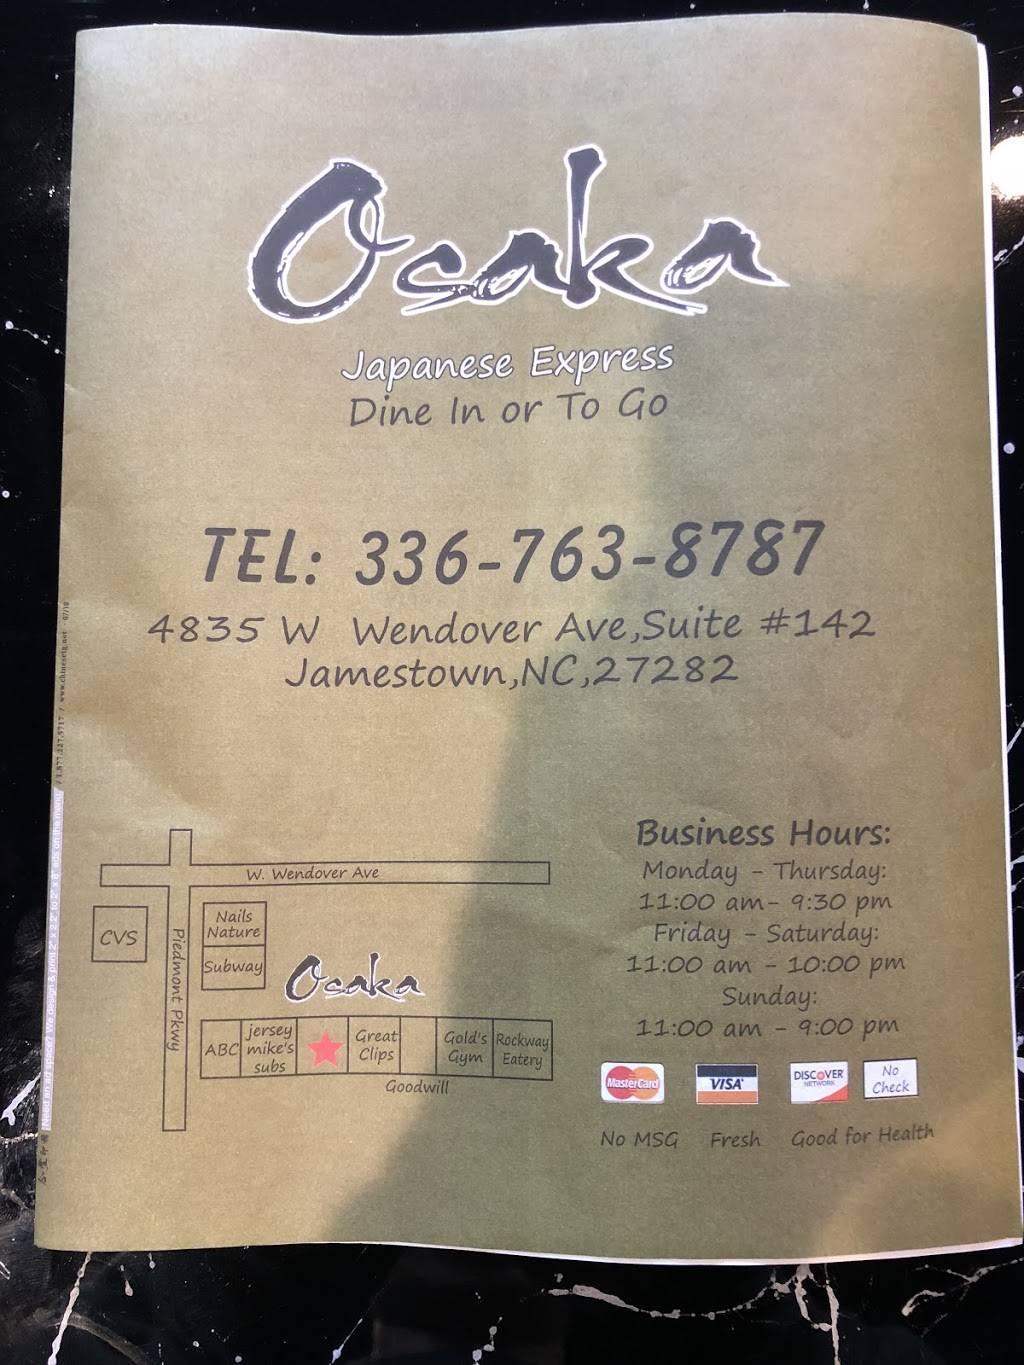 Osaka
Japanese Express
Dine In or To Go
TEL: 336-763-8787
4835 W Wendover Ave,Suite #142
Jamestown,NC,27282
W. Wendover Ave
Piedmont Pkwy
CVS
Nails
Nature
Subway
Osaka
ABC
jersey
mike's
subs
Great
Clips
Gold's
Gym
Rockway
Eatery
Goodwill
Business Hours:
Monday - Thursday:
11:00 am- 9:30 pm
Friday - Saturday:
11:00 am - 10:00 pm
Sunday:
11:00 am - 9:00 pm
MasterCard
VISA
DISCOVER
NETWORK
No
Check
No MSG Fresh Good for Health